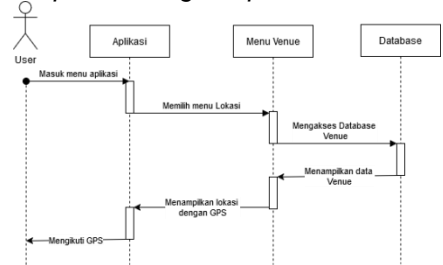 Aplikasi
Menu Venue
Database
User
Masuk menu aplikasi
Memilih menu Lokasi
Mengakses Database
Venue
Menampilkan data
Venue
Menampilkan lokasi
dengan GPS
Mengikuti GPS